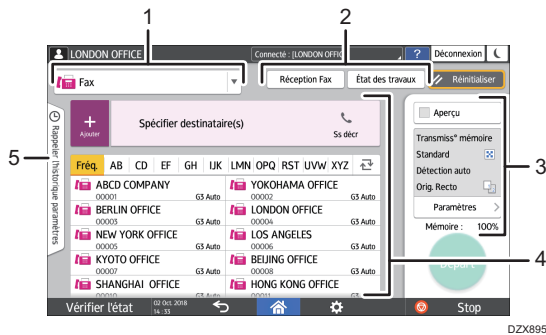 1
2
LONDON OFFICE
Connecté : [LONDON OFFIC
?
Déconnexion
Fax
Réception Fax
État des travaux
Réinitialiser
Ajouter
Spécifier destinataire(s)
Ss décr
Aperçu
Transmiss° mémoire
Standard
Détection auto
Orig. Recto
Paramètres
Mémoire : 100%
Départ
3
5
Rappeler l'historique paramètres
Fréq. AB CD EF GH IJK LMN OPQ RST UVW XYZ
ABCD COMPANY
00001 G3 Auto
YOKOHAMA OFFICE
00002 G3 Auto
BERLIN OFFICE
00003 G3 Auto
LONDON OFFICE
00004 G3 Auto
NEW YORK OFFICE
00005 G3 Auto
LOS ANGELES
00006 G3 Auto
KYOTO OFFICE
00007 G3 Auto
BEIJING OFFICE
00008 G3 Auto
SHANGHAI OFFICE
00010
HONG KONG OFFICE
00011
4
Vérifier l'état
02 Oct. 2018
14 : 33
Stop
DZX895